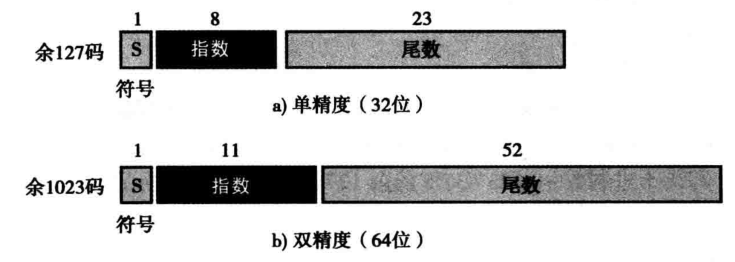 1 8 23
余127码 S 指数 尾数
符号
a) 单精度（32位）
1 11 52
余1023码 S 指数 尾数
符号
b) 双精度（64位）